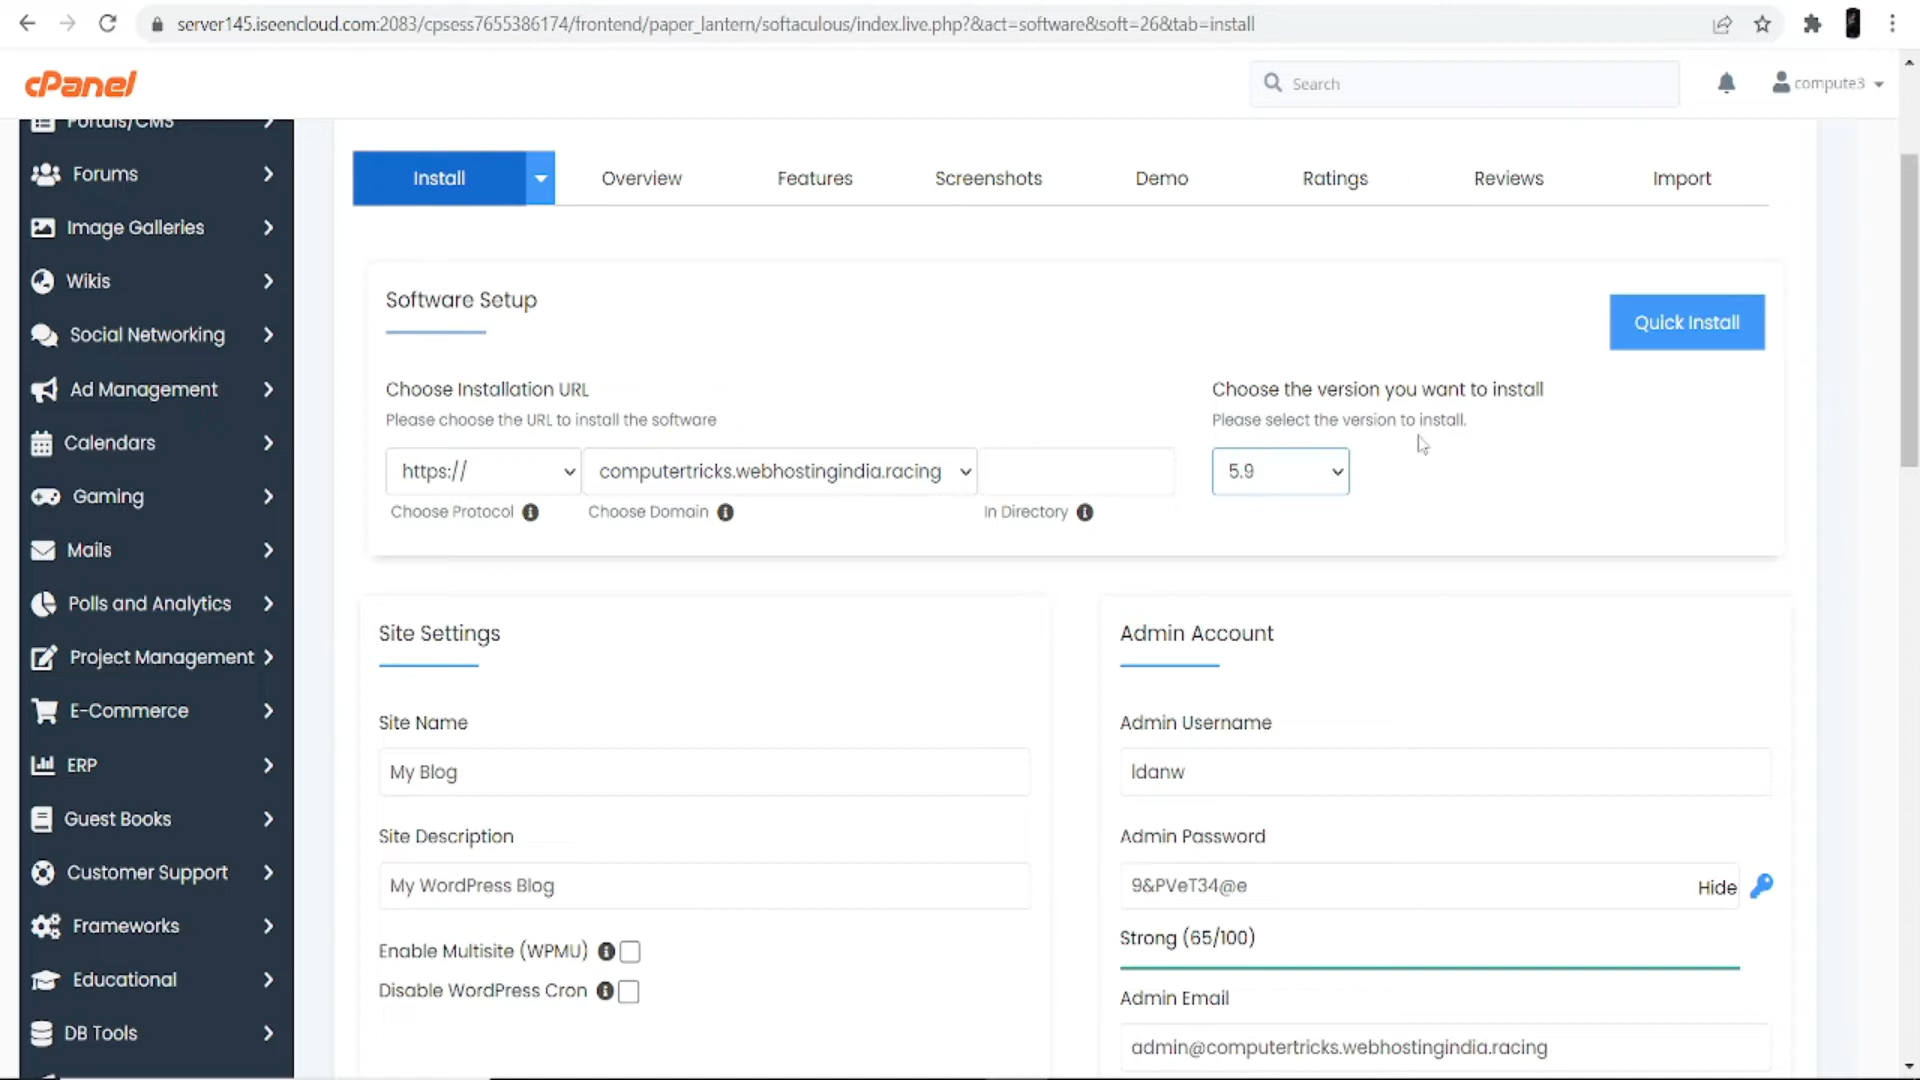 server145.iseencloud.com:2083/cpsess7655386174/frontend/paper_lantern/softaculous/index.live.php?&act=software&soft=26&tab=install
cPanel
Search
compute3
Portals/CMS
Forums
Image Galleries
Wikis
Social Networking
Ad Management
Calendars
Gaming
Mails
Polls and Analytics
Project Management
E-Commerce
ERP
Guest Books
Customer Support
Frameworks
Educational
DB Tools
Install
Overview
Features
Screenshots
Demo
Ratings
Reviews
Import
Software Setup
Quick Install
Choose Installation URL
Please choose the URL to install the software
https://
computertricks.webhostingindia.racing
Choose Protocol
Choose Domain
In Directory
Choose the version you want to install
Please select the version to install.
5.9
Site Settings
Site Name
My Blog
Site Description
My WordPress Blog
Enable Multisite (WPMU)
Disable WordPress Cron
Admin Account
Admin Username
ldanw
Admin Password
9&PVeT34@e
Hide
Strong (65/100)
Admin Email
admin@computertricks.webhostingindia.racing